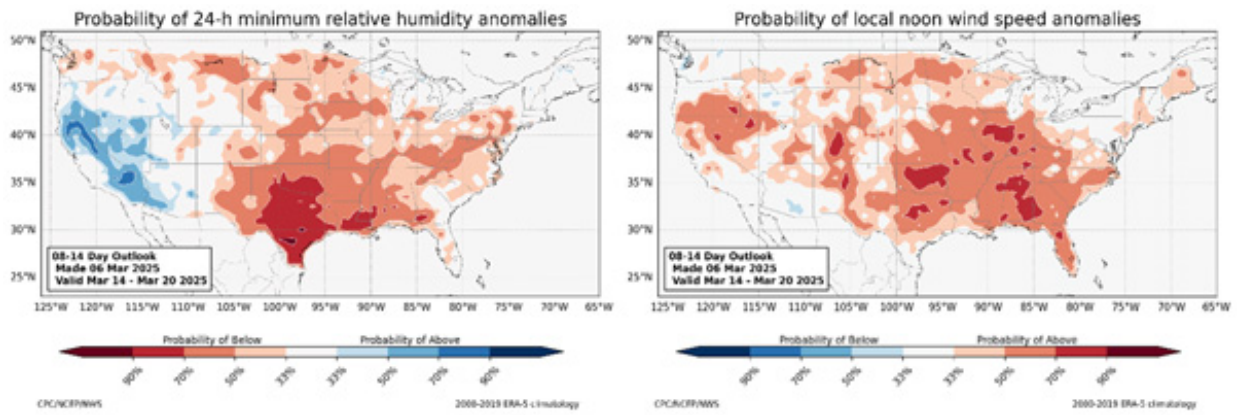 Probability of 24-h minimum relative humidity anomalies
50°N
45°N
40°N
35°N
30°N
25°N
08-14 Day Outlook
Made 06 Mar 2025
Valid Mar 14 - Mar 20 2025
125°W 120°W 115°W 110°W 105°W 100°W 95°W 90°W 85°W 80°W 75°W 70°W 65°W
Probability of Below Probability of Above
90% 70% 50% 33% 33% 50% 70% 90%
CPC/NCEP/NWS 2000-2019 ERA-5 climatology
Probability of local noon wind speed anomalies
50°N
45°N
40°N
35°N
30°N
25°N
08-14 Day Outlook
Made 06 Mar 2025
Valid Mar 14 - Mar 20 2025
125°W 120°W 115°W 110°W 105°W 100°W 95°W 90°W 85°W 80°W 75°W 70°W 65°W
Probability of Below Probability of Above
90% 70% 50% 33% 33% 50% 70% 90%
CPC/NCEP/NWS 2000-2019 ERA-5 climatology